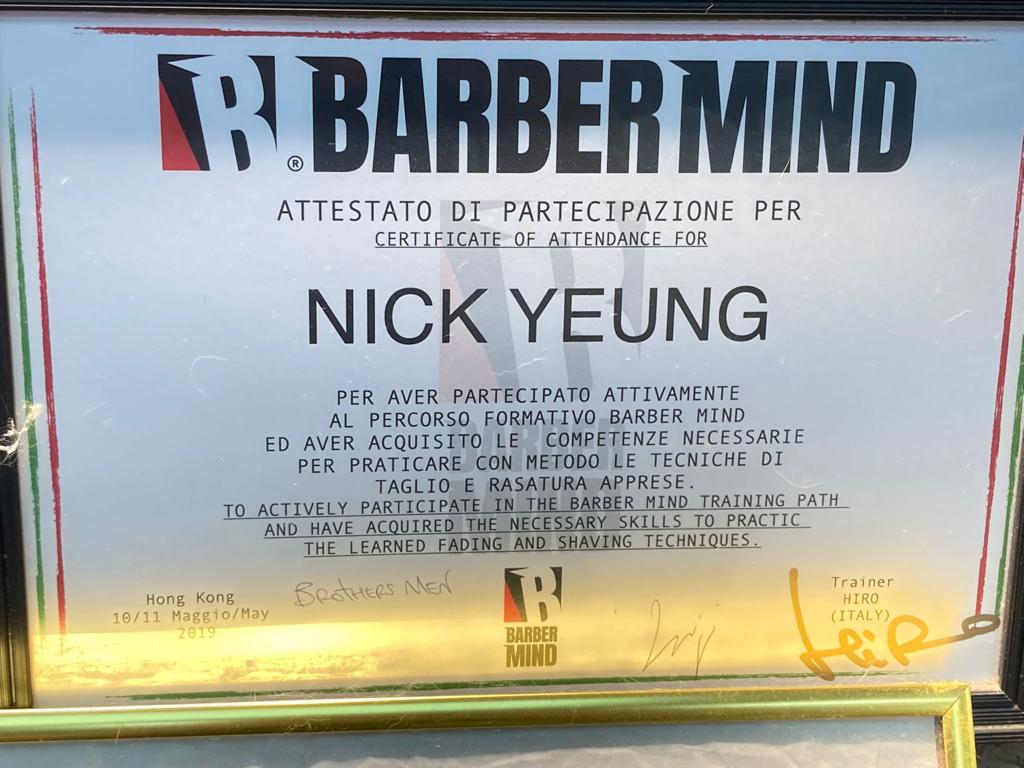 B ® BARBER MIND
ATTESTATO DI PARTECIPAZIONE PER
CERTIFICATE OF ATTENDANCE FOR
NICK YEUNG
PER AVER PARTECIPATO ATTIVAMENTE
AL PERCORSO FORMATIVO BARBER MIND
ED AVER ACQUISITO LE COMPETENZE NECESSARIE
PER PRATICARE CON METODO LE TECNICHE DI
TAGLIO E RASATURA APPRESE.
TO ACTIVELY PARTICIPATE IN THE BARBER MIND TRAINING PATH
AND HAVE ACQUIRED THE NECESSARY SKILLS TO PRACTIC
THE LEARNED FADING AND SHAVING TECHNIQUES.
Hong Kong
10/11 Maggio/May
2019
BROTHERS MEN
B
BARBER
MIND
Trainer
HIRO
(ITALY)
HiRo